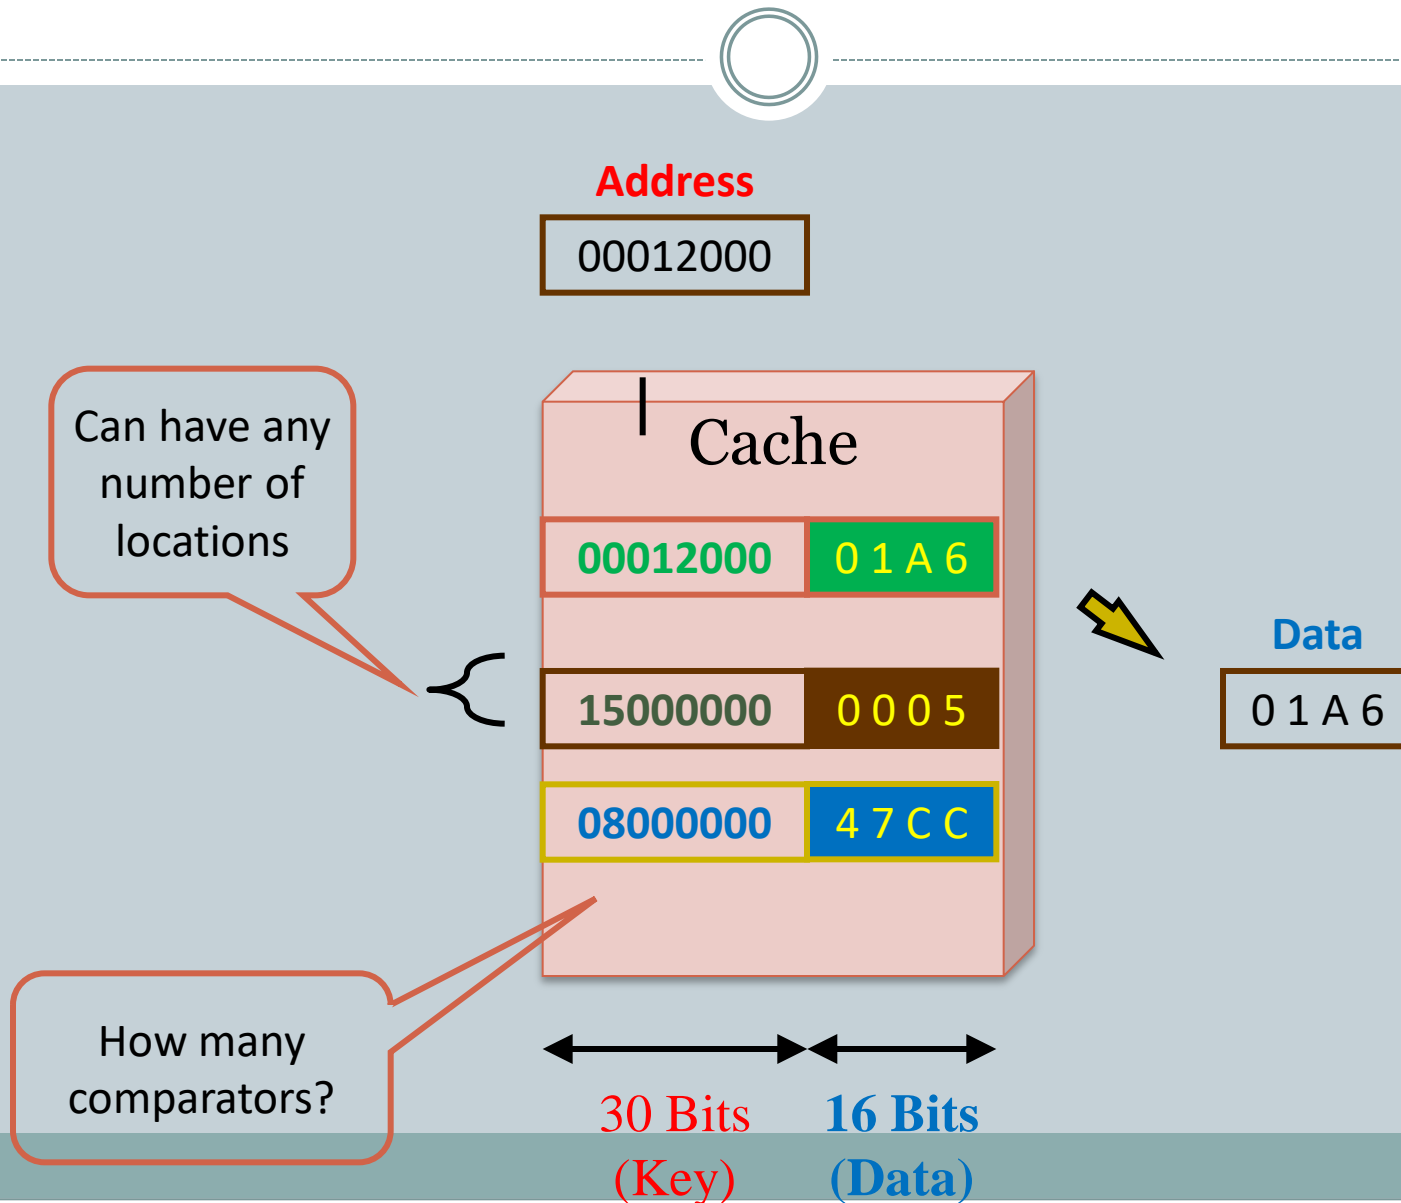 Address
00012000
Can have any
number of
locations
Cache
00012000 0 1 A 6
15000000 0 0 0 5
08000000 4 7 C C
Data
0 1 A 6
How many
comparators?
30 Bits
(Key)
16 Bits
(Data)